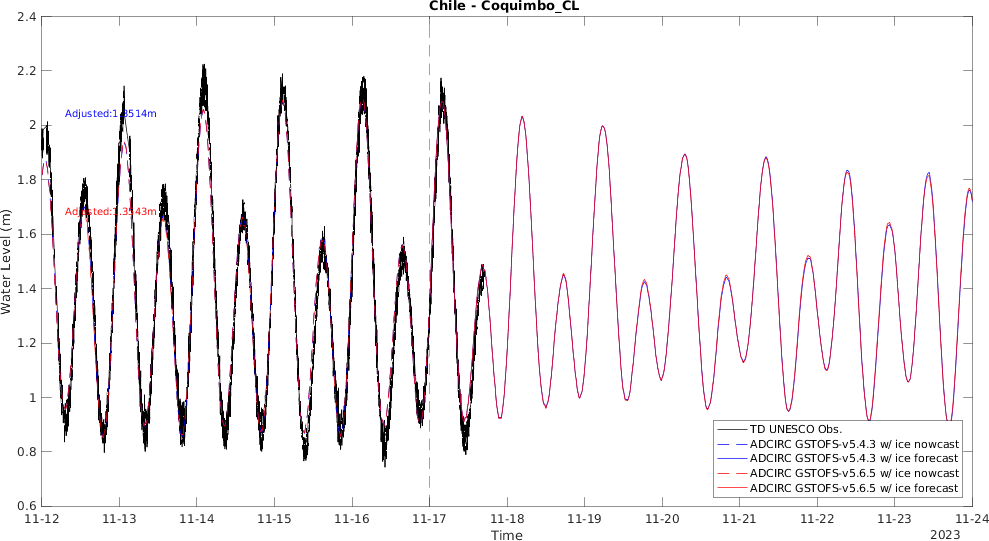 Chile - Coquimbo_CL
2.4
2.2
2
1.8
1.6
1.4
1.2
1
0.8
0.6
Water Level (m)
Adjusted:1.3514m
Adjusted:1.3543m
TD UNESCO Obs.
ADCIRC GSTOFS-v5.4.3 w/ ice nowcast
ADCIRC GSTOFS-v5.4.3 w/ ice forecast
ADCIRC GSTOFS-v5.6.5 w/ ice nowcast
ADCIRC GSTOFS-v5.6.5 w/ ice forecast
11-12 11-13 11-14 11-15 11-16 11-17 11-18 11-19 11-20 11-21 11-22 11-23 11-24
Time
2023